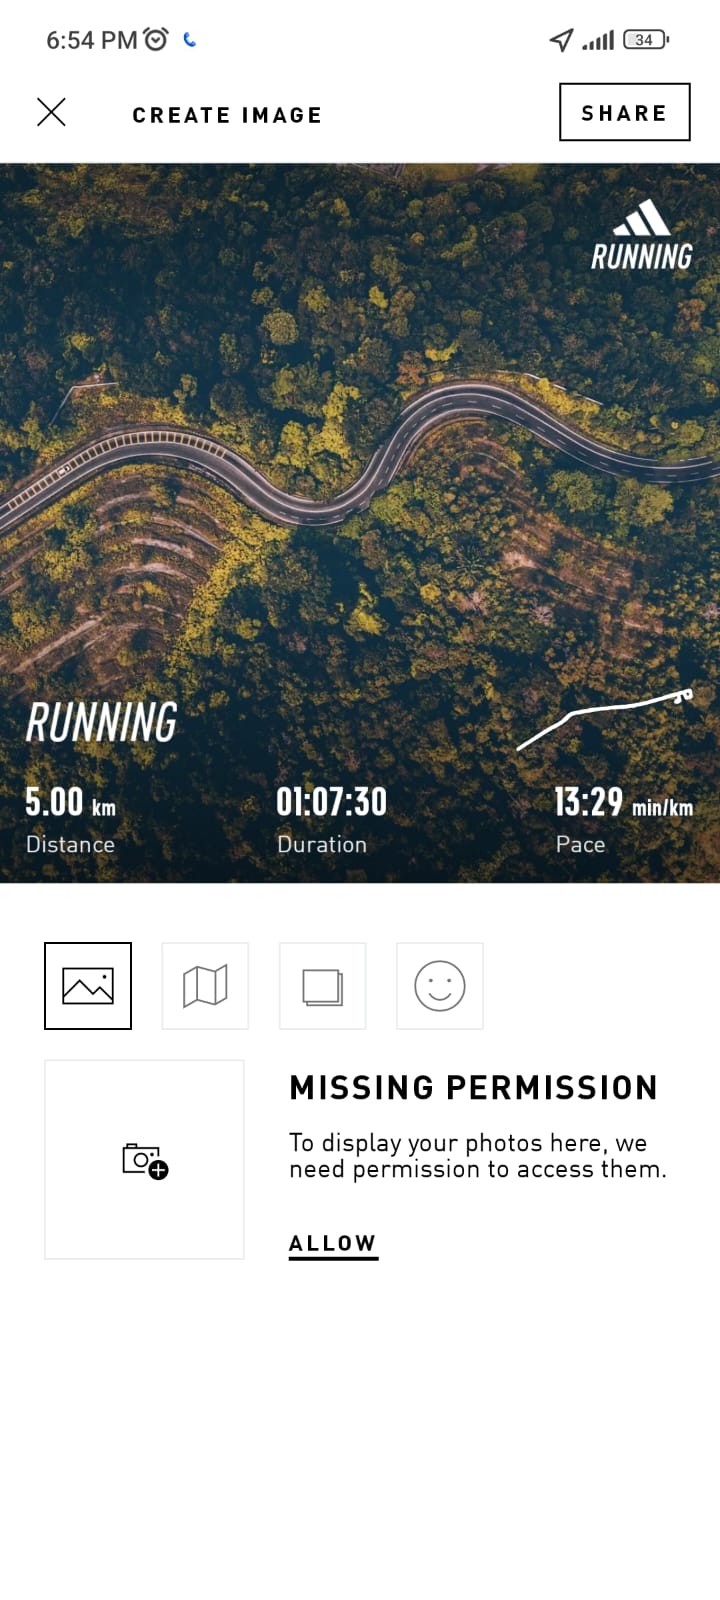 6:54 PM
34
CREATE IMAGE
SHARE
RUNNING
RUNNING
5.00 km
01:07:30
13:29 min/km
Distance
Duration
Pace
MISSING PERMISSION
To display your photos here, we
need permission to access them.
ALLOW